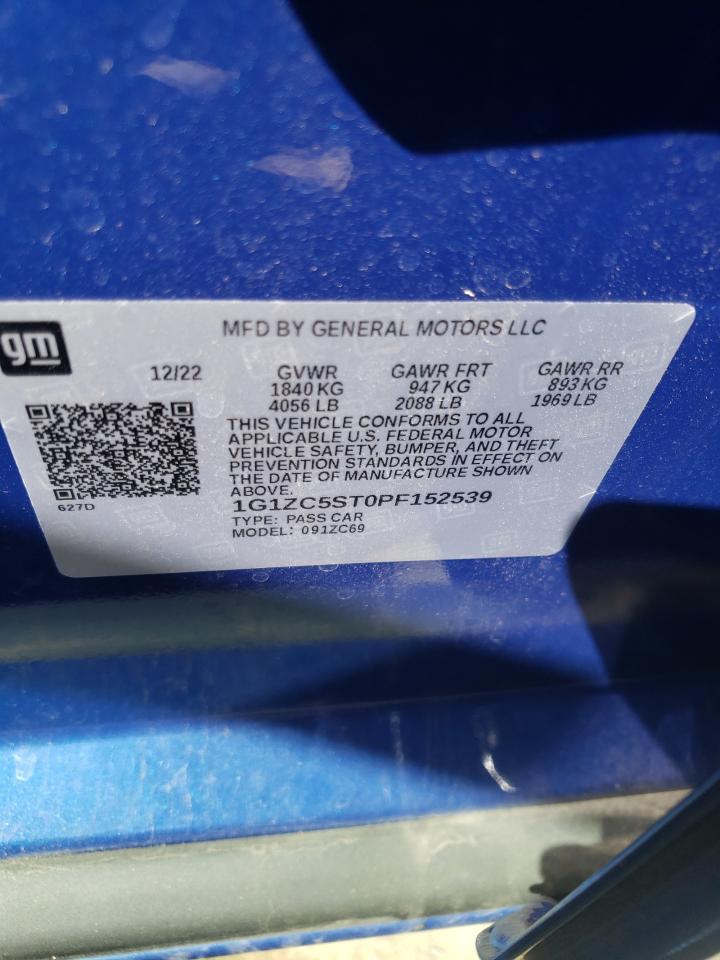 MFD BY GENERAL MOTORS LLC
gm
12/22 GVWR GAWR FRT GAWR RR
1840 KG 947 KG 893 KG
4056 LB 2088 LB 1969 LB
THIS VEHICLE CONFORMS TO ALL
APPLICABLE U.S. FEDERAL MOTOR
VEHICLE SAFETY, BUMPER, AND THEFT
PREVENTION STANDARDS IN EFFECT ON
THE DATE OF MANUFACTURE SHOWN
ABOVE.
1G1ZC5ST0PF152539
627D
TYPE: PASS CAR
MODEL: 091ZC69